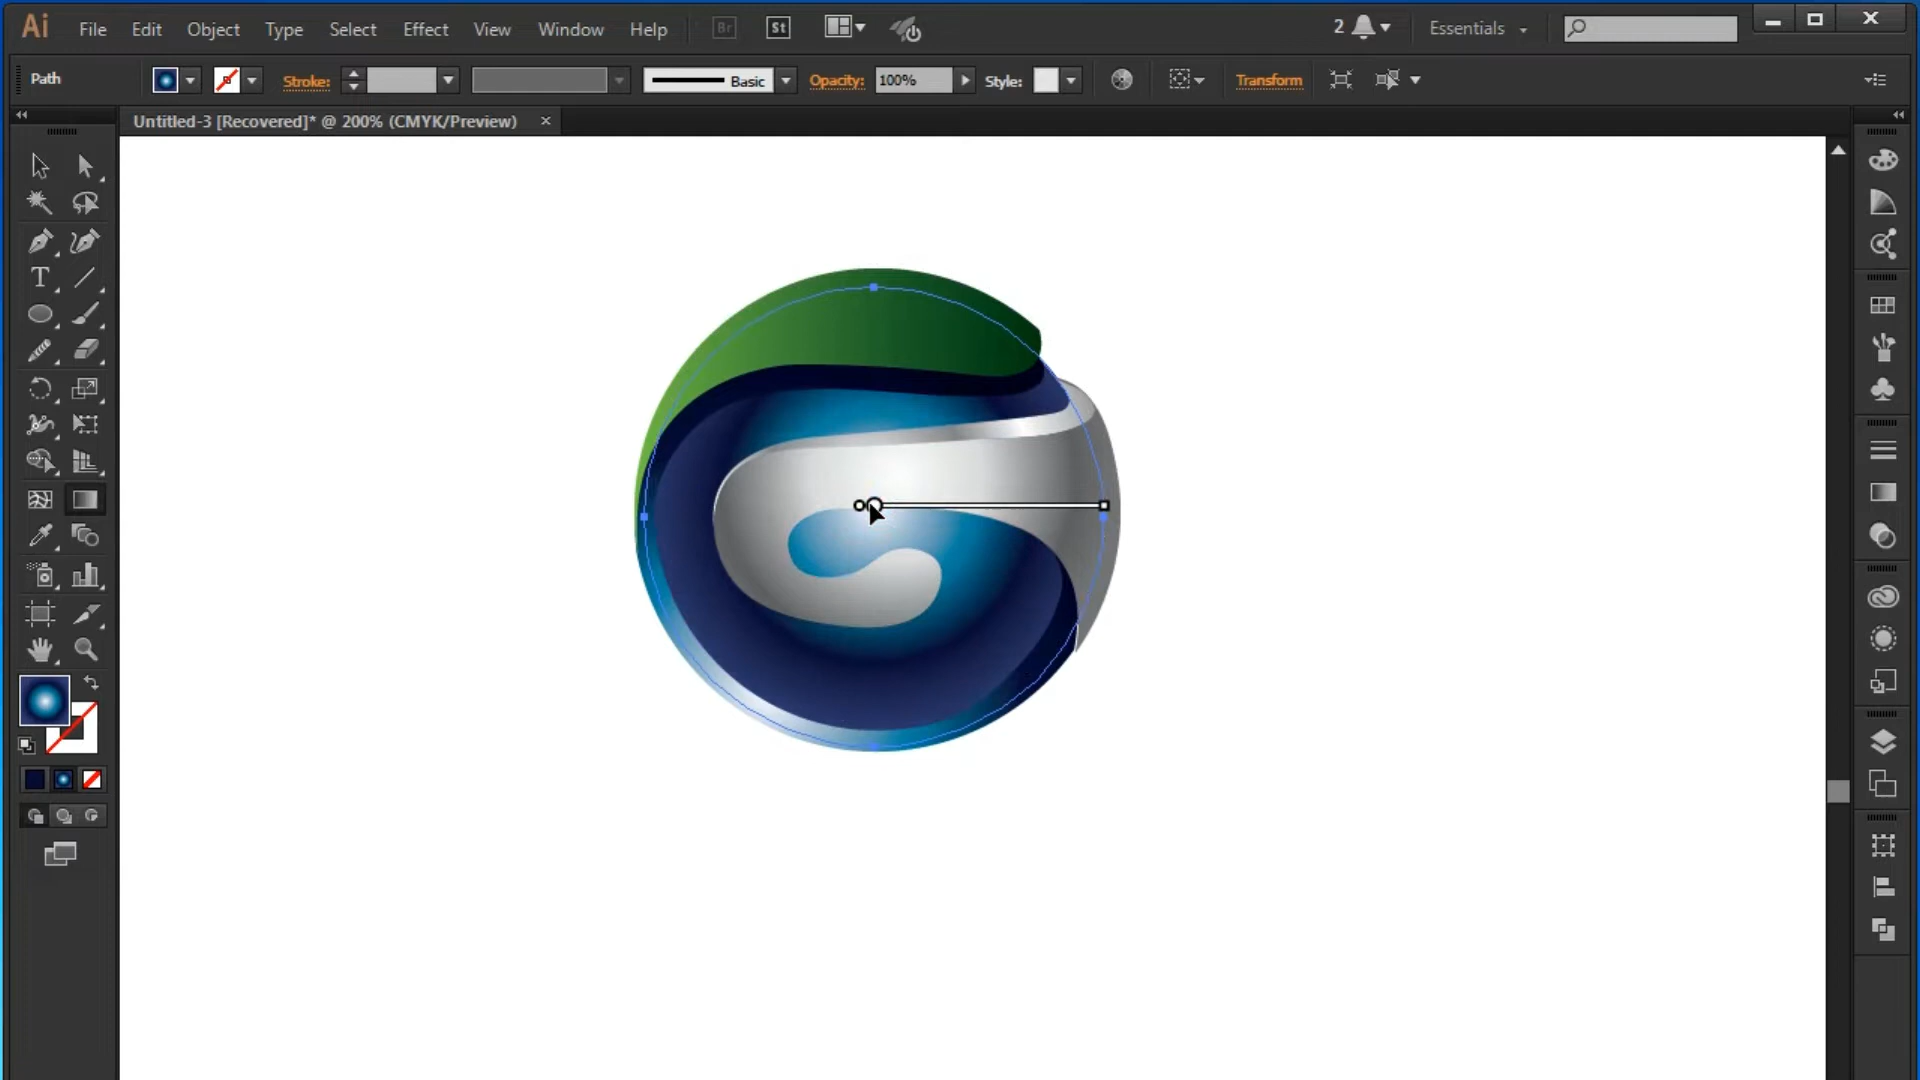 Ai File Edit Object Type Select Effect View Window Help Br St 2 Essentials
Path Stroke: Basic Opacity: 100% Style: Transform
Untitled-3 [Recovered]* @ 200% (CMYK/Preview) ×
T